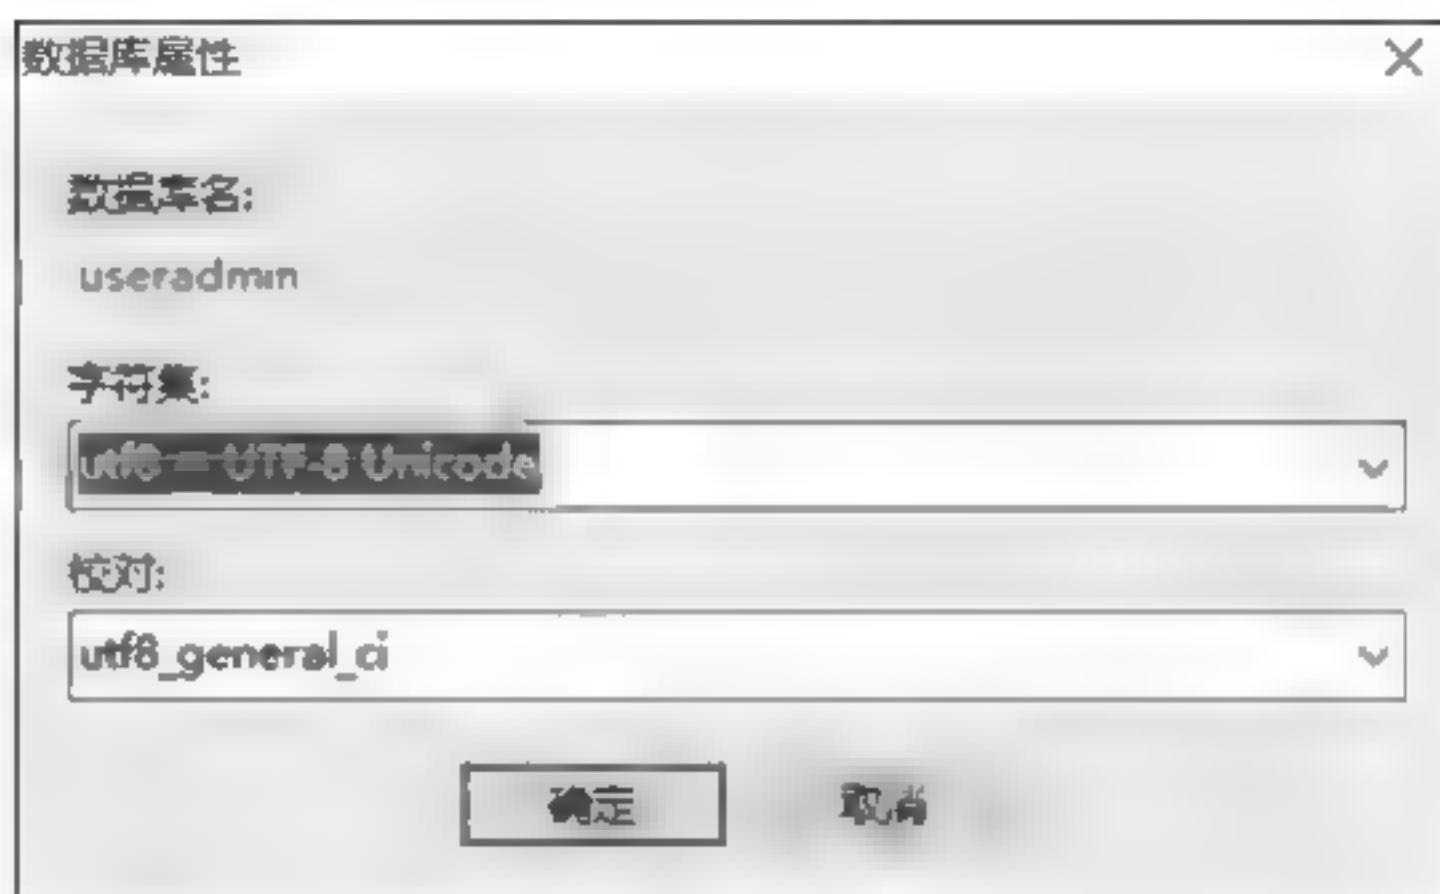 数据库属性
数据库名:
useradmin
字符集:
utf8 -- UTF-8 Unicode
校对:
utf8_general_ci
确定 取消